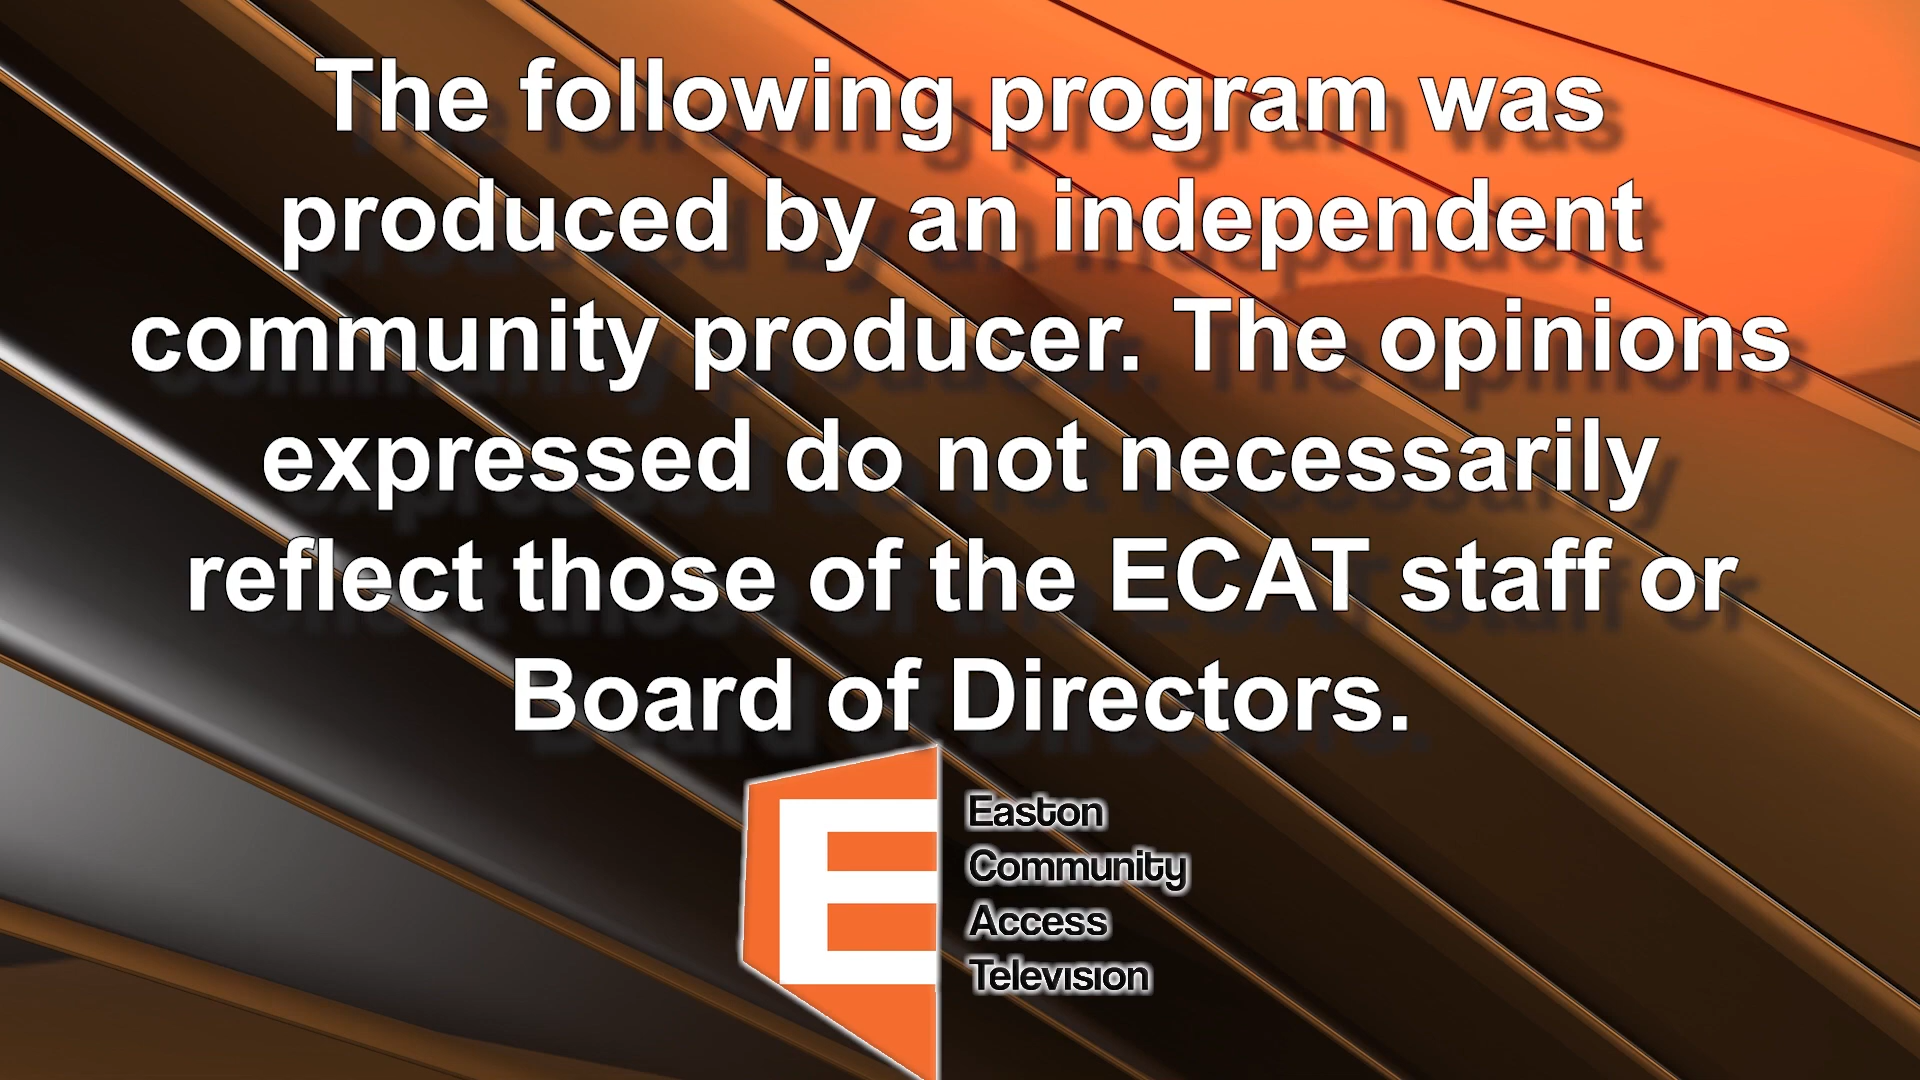 The following program was
produced by an independent
community producer. The opinions
expressed do not necessarily
reflect those of the ECAT staff or
Board of Directors.
E
Easton
Community
Access
Television